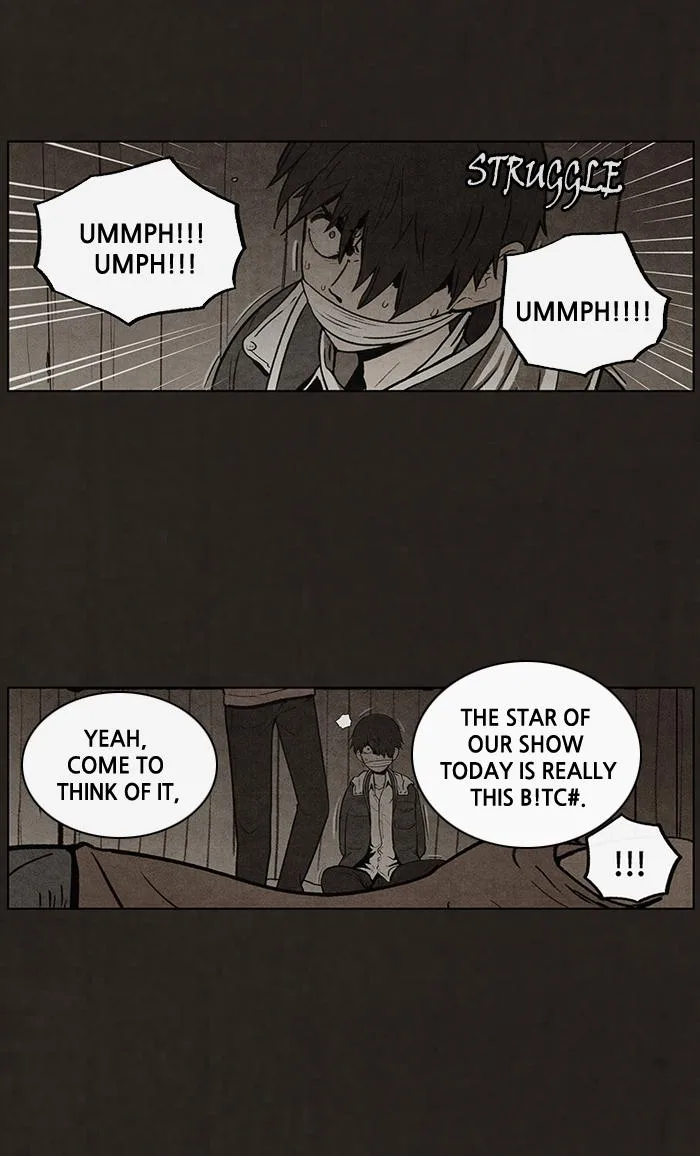 STRUGGLE
UMMPH!!!
UMPH!!!
UMMPH!!!!
YEAH,
COME TO
THINK OF IT,
THE STAR OF
OUR SHOW
TODAY IS REALLY
THIS B!TC#.
!!!